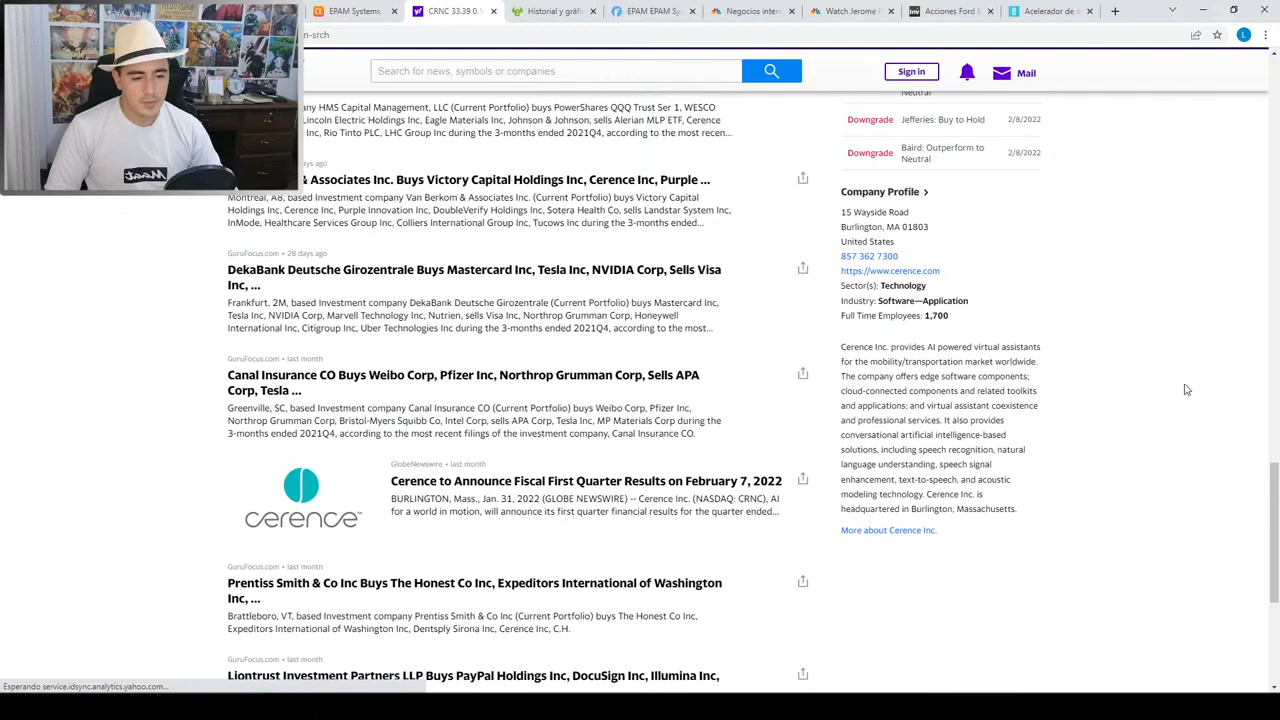 EPAM Systems,
CRNC 33.39 0.
Historial y gráfi
EPAM EPAM Sy
Negocios intern
Watch Jerome
Acciones Ford
Acelerador de
n-srch
L
Search for news, symbols or companies
Sign in
Mail
any HMS Capital Management, LLC (Current Portfolio) buys PowerShares QQQ Trust Ser 1, WESCO
Lincoln Electric Holdings Inc, Eagle Materials Inc, Johnson & Johnson, sells Alerian MLP ETF, Cerence
Inc, Rio Tinto PLC, LHC Group Inc during the 3-months ended 2021Q4, according to the most recen...
ays ago
& Associates Inc. Buys Victory Capital Holdings Inc, Cerence Inc, Purple ...
Montreal, A8, based Investment company Van Berkom & Associates Inc. (Current Portfolio) buys Victory Capital
Holdings Inc, Cerence Inc, Purple Innovation Inc, DoubleVerify Holdings Inc, Sotera Health Co, sells Landstar System Inc,
InMode, Healthcare Services Group Inc, Colliers International Group Inc, Tucows Inc during the 3-months ended...
GuruFocus.com • 28 days ago
DekaBank Deutsche Girozentrale Buys Mastercard Inc, Tesla Inc, NVIDIA Corp, Sells Visa
Inc, ...
Frankfurt, 2M, based Investment company DekaBank Deutsche Girozentrale (Current Portfolio) buys Mastercard Inc,
Tesla Inc, NVIDIA Corp, Marvell Technology Inc, Nutrien, sells Visa Inc, Northrop Grumman Corp, Honeywell
International Inc, Citigroup Inc, Uber Technologies Inc during the 3-months ended 2021Q4, according to the most...
GuruFocus.com • last month
Canal Insurance CO Buys Weibo Corp, Pfizer Inc, Northrop Grumman Corp, Sells APA
Corp, Tesla ...
Greenville, SC, based Investment company Canal Insurance CO (Current Portfolio) buys Weibo Corp, Pfizer Inc,
Northrop Grumman Corp, Bristol-Myers Squibb Co, Intel Corp, sells APA Corp, Tesla Inc, MP Materials Corp during the
3-months ended 2021Q4, according to the most recent filings of the investment company, Canal Insurance CO.
GlobeNewswire • last month
Cerence to Announce Fiscal First Quarter Results on February 7, 2022
BURLINGTON, Mass., Jan. 31, 2022 (GLOBE NEWSWIRE) -- Cerence Inc. (NASDAQ: CRNC), AI
for a world in motion, will announce its first quarter financial results for the quarter ended...
cerence™
GuruFocus.com • last month
Prentiss Smith & Co Inc Buys The Honest Co Inc, Expeditors International of Washington
Inc, ...
Brattleboro, VT, based Investment company Prentiss Smith & Co Inc (Current Portfolio) buys The Honest Co Inc,
Expeditors International of Washington Inc, Dentsply Sirona Inc, Cerence Inc, C.H.
GuruFocus.com • last month
Liontrust Investment Partners LLP Buys PayPal Holdings Inc, DocuSign Inc, Illumina Inc,
Neutral
Downgrade Jefferies: Buy to Hold 2/8/2022
Downgrade Baird: Outperform to 2/8/2022
Neutral
Company Profile
15 Wayside Road
Burlington, MA 01803
United States
857 362 7300
https://www.cerence.com
Sector(s): Technology
Industry: Software—Application
Full Time Employees: 1,700
Cerence Inc. provides AI powered virtual assistants
for the mobility/transportation market worldwide.
The company offers edge software components;
cloud-connected components and related toolkits
and applications; and virtual assistant coexistence
and professional services. It also provides
conversational artificial intelligence-based
solutions, including speech recognition, natural
language understanding, speech signal
enhancement, text-to-speech, and acoustic
modeling technology. Cerence Inc. is
headquartered in Burlington, Massachusetts.
More about Cerence Inc.
Esperando service.idsync.analytics.yahoo.com...